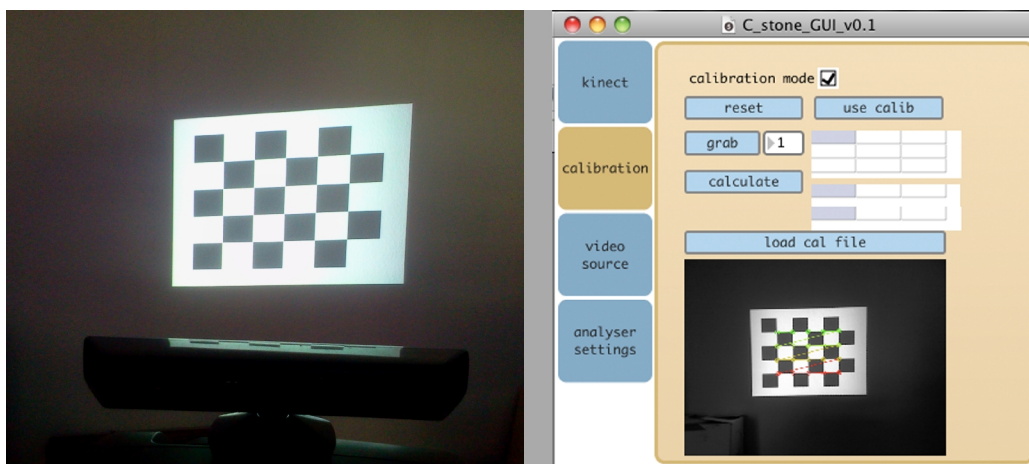 C_stone_GUI_v0.1
kinect
calibration
video
source
analyser
settings
calibration mode
reset
use calib
grab
1
calculate
load cal file